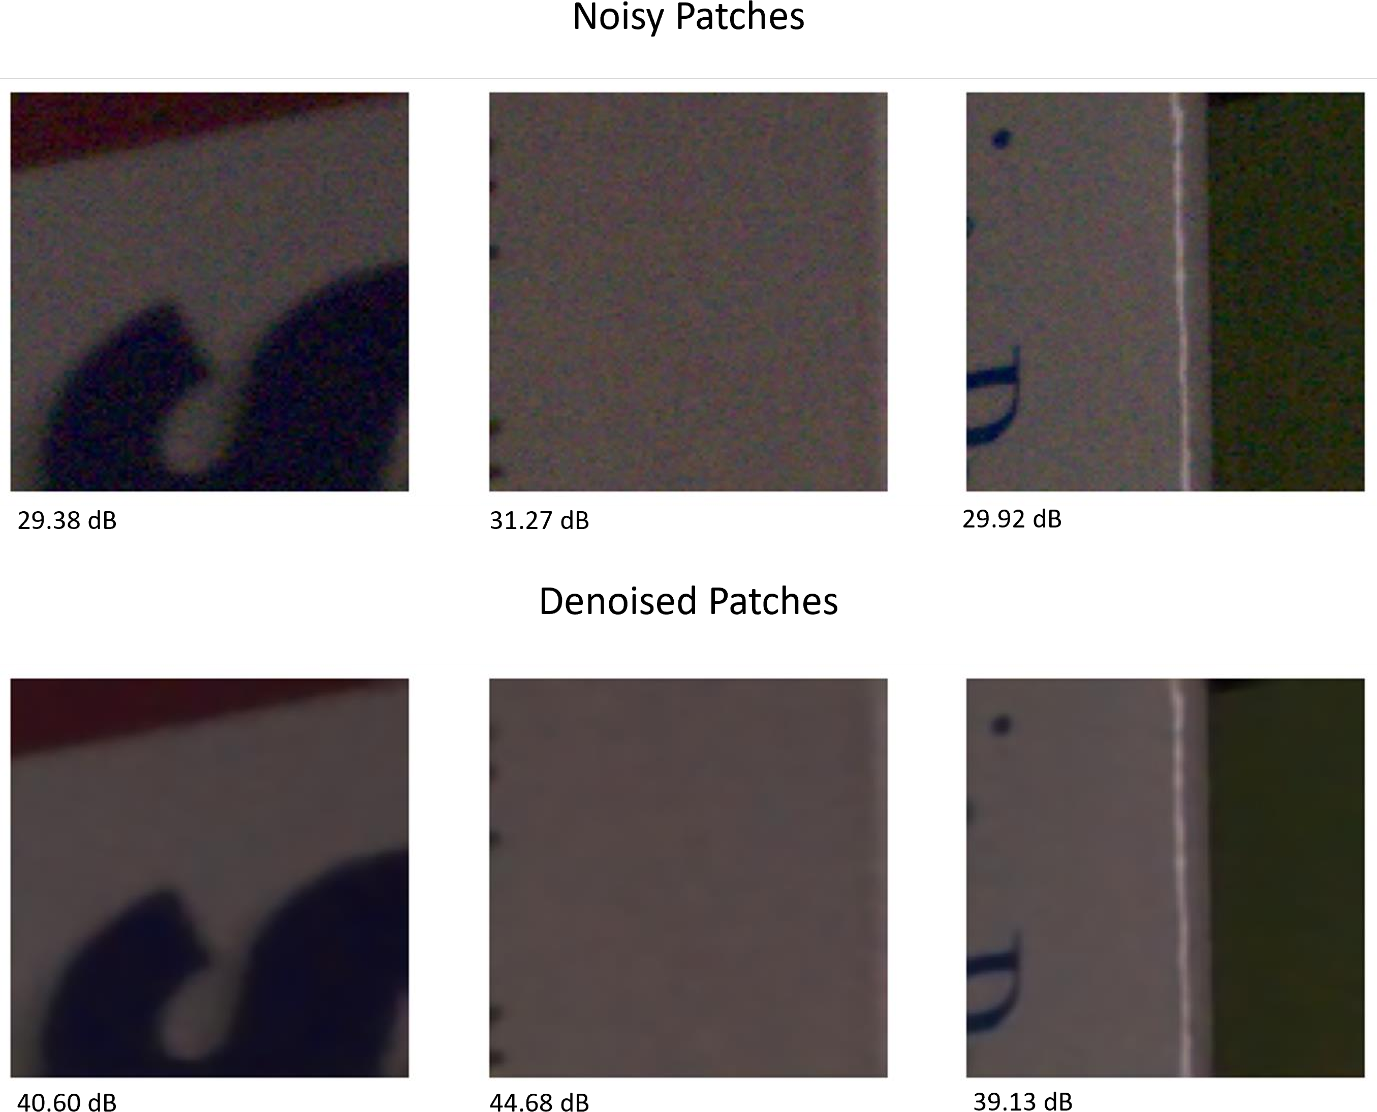 Noisy Patches
29.38 dB
31.27 dB
29.92 dB
D
Denoised Patches
D
40.60 dB
44.68 dB
39.13 dB